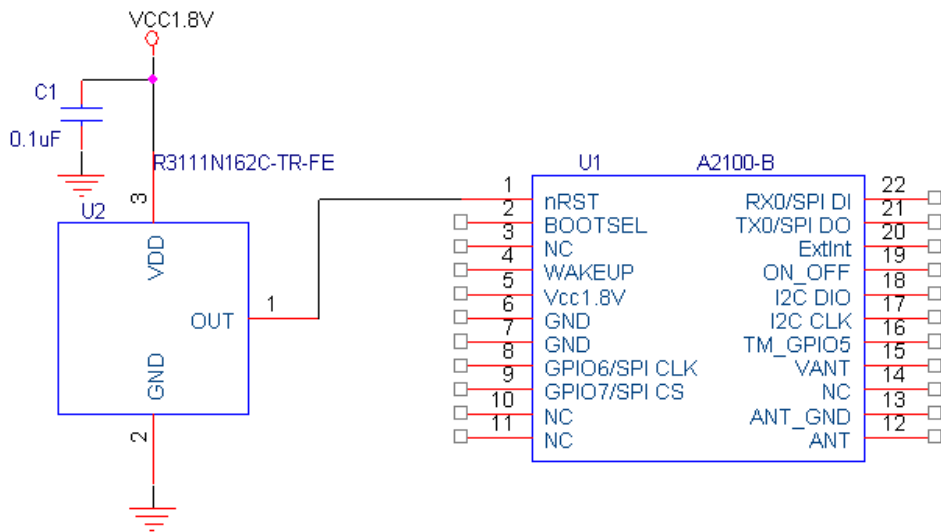 VCC1.8V
C1
0.1uF
R3111N162C-TR-FE
3
U2
VDD
OUT
1
GND
2
U1 A2100-B
1 nRST RX0/SPI DI 22
2 BOOTSEL TX0/SPI DO 21
3 NC ExtInt 20
4 WAKEUP ON_OFF 19
5 Vcc1.8V I2C DIO 18
6 GND I2C CLK 17
7 GND TM_GPIO5 16
8 GPIO6/SPI CLK VANT 15
9 GPIO7/SPI CS NC 14
10 NC ANT_GND 13
11 NC ANT 12